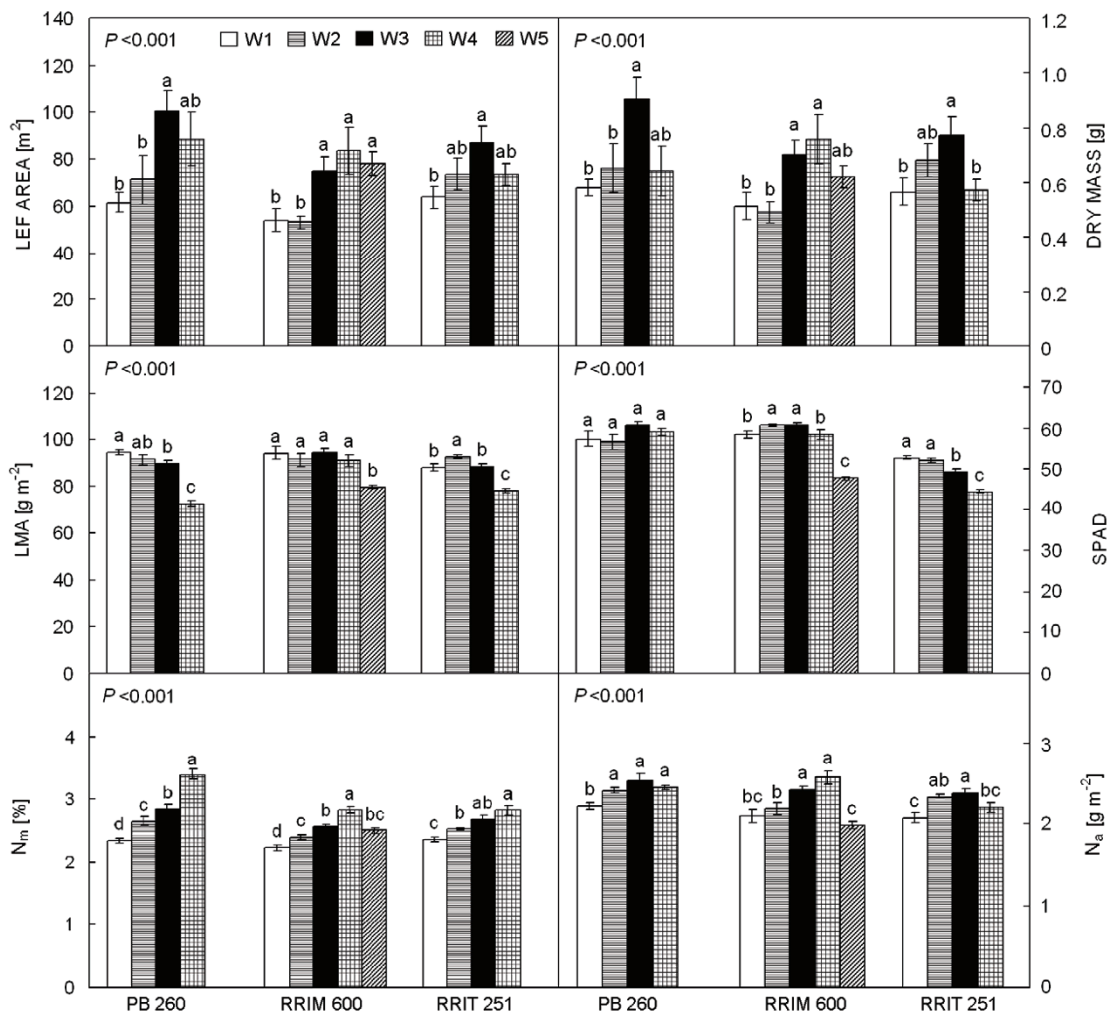 140
120
100
80
60
40
20
0
LEF AREA [m²]
P <0.001
W1 W2 W3 W4 W5
b b a ab
b b a a a
b ab a ab
P <0.001
b b a ab
b b a a ab
b ab a b
1.2
1.0
0.8
0.6
0.4
0.2
0
DRY MASS [g]
120
100
80
60
40
20
0
LMA [g m⁻²]
P <0.001
a ab b c
a a a a b
b a b c
P <0.001
a a a a
b a a b c
a a b c
70
60
50
40
30
20
10
0
SPAD
4
3
2
1
0
Nₘ [%]
P <0.001
d c b a
d c b a bc
c b ab a
P <0.001
b a a a
bc b a a c
c ab a bc
3
2
1
0
Nₐ [g m⁻²]
PB 260 RRIM 600 RRIT 251 PB 260 RRIM 600 RRIT 251